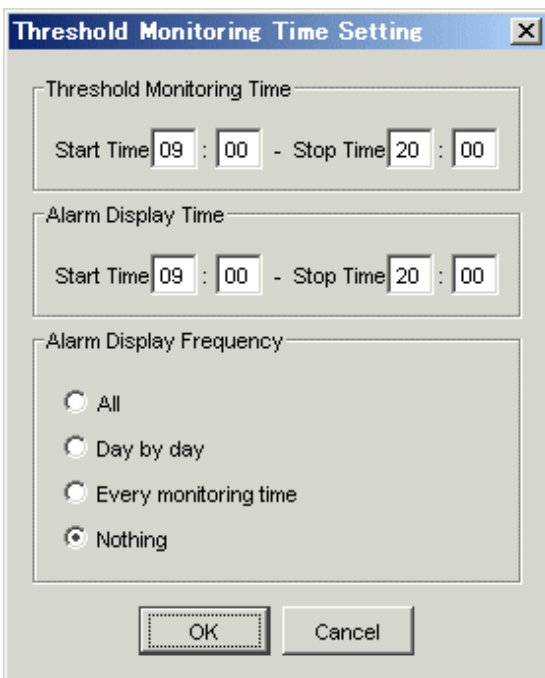 Threshold Monitoring Time Setting
Threshold Monitoring Time
Start Time 09 : 00 - Stop Time 20 : 00
Alarm Display Time
Start Time 09 : 00 - Stop Time 20 : 00
Alarm Display Frequency
All
Day by day
Every monitoring time
Nothing
OK Cancel